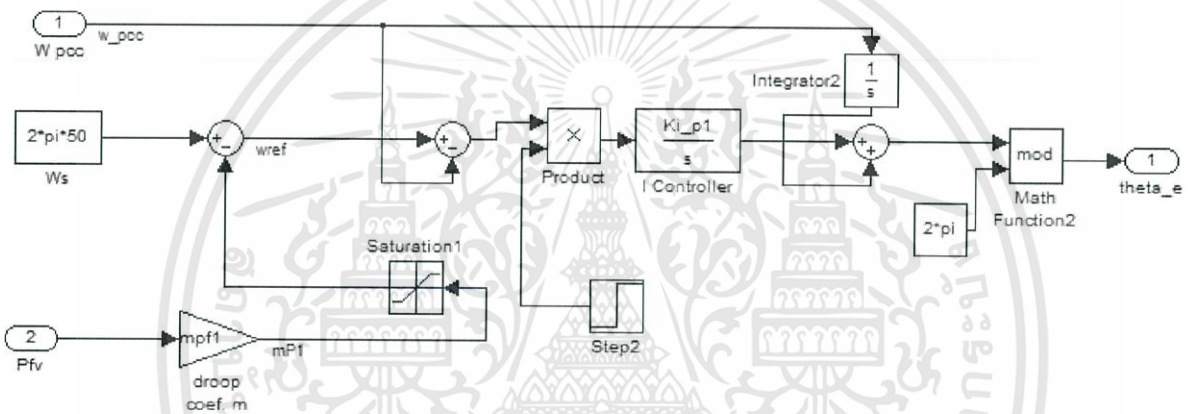 1
W pcc
w_pcc
Integrator2
1
s
2*pi*50
Ws
wref
×
Product
Ki_p1
s
I Controller
mod
Math
Function2
1
theta_e
2*pi
Saturation1
Step2
2
Pfv
mpf1
mP1
droop
coef. m